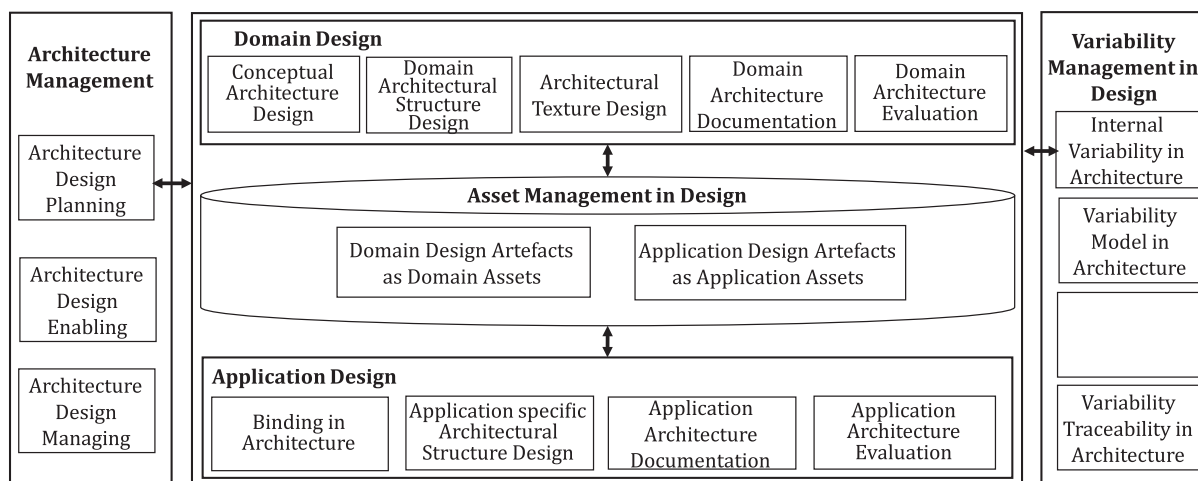 Architecture
Management
Architecture
Design
Planning
Architecture
Design
Enabling
Architecture
Design
Managing
Domain Design
Conceptual
Architecture
Design
Domain
Architectural
Structure
Design
Architectural
Texture Design
Domain
Architecture
Documentation
Domain
Architecture
Evaluation
Asset Management in Design
Domain Design Artefacts
as Domain Assets
Application Design Artefacts
as Application Assets
Application Design
Binding in
Architecture
Application specific
Architectural
Structure Design
Application
Architecture
Documentation
Application
Architecture
Evaluation
Variability
Management in
Design
Internal
Variability in
Architecture
Variability
Model in
Architecture
Variability
Traceability in
Architecture